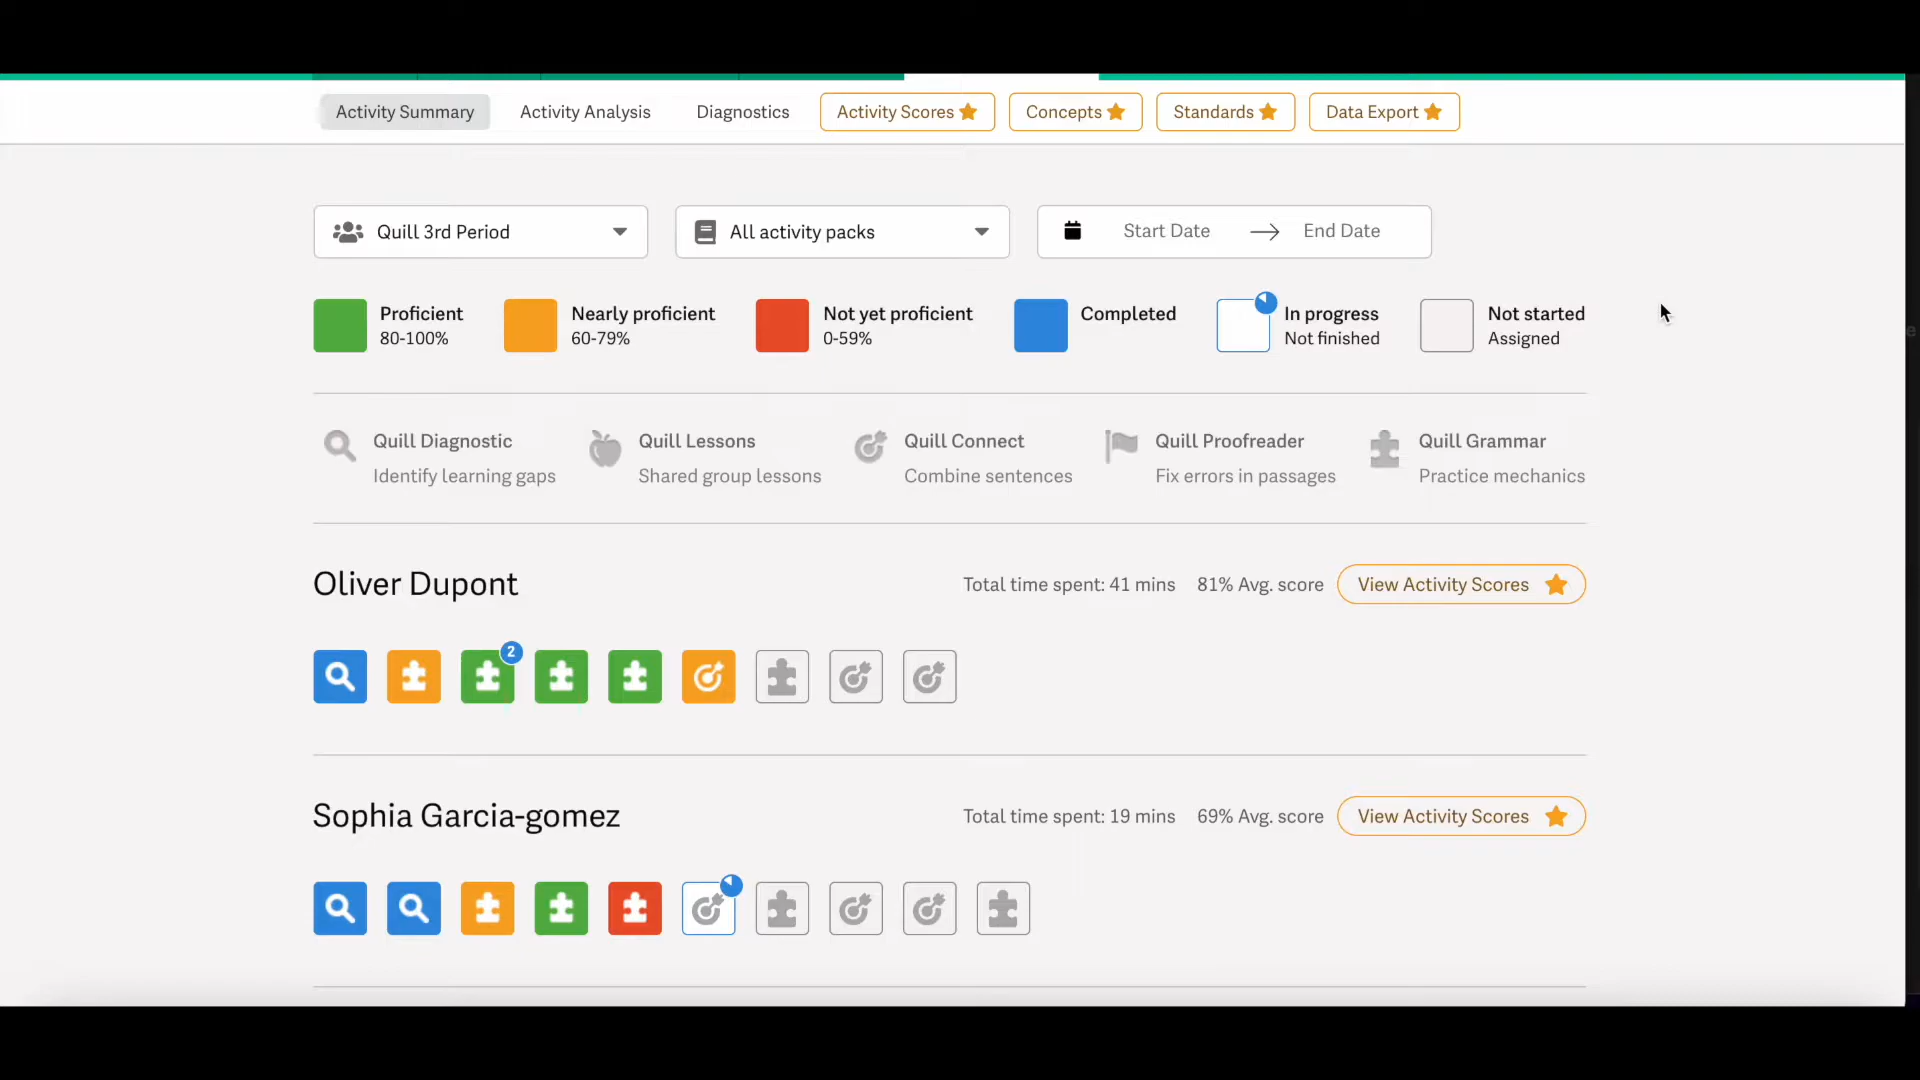 Activity Summary Activity Analysis Diagnostics Activity Scores Concepts Standards Data Export
Quill 3rd Period All activity packs Start Date End Date
Proficient Nearly proficient Not yet proficient Completed In progress Not started
80-100% 60-79% 0-59% Not finished Assigned
Quill Diagnostic Quill Lessons Quill Connect Quill Proofreader Quill Grammar
Identify learning gaps Shared group lessons Combine sentences Fix errors in passages Practice mechanics
Oliver Dupont Total time spent: 41 mins 81% Avg. score View Activity Scores
2
Sophia Garcia-gomez Total time spent: 19 mins 69% Avg. score View Activity Scores